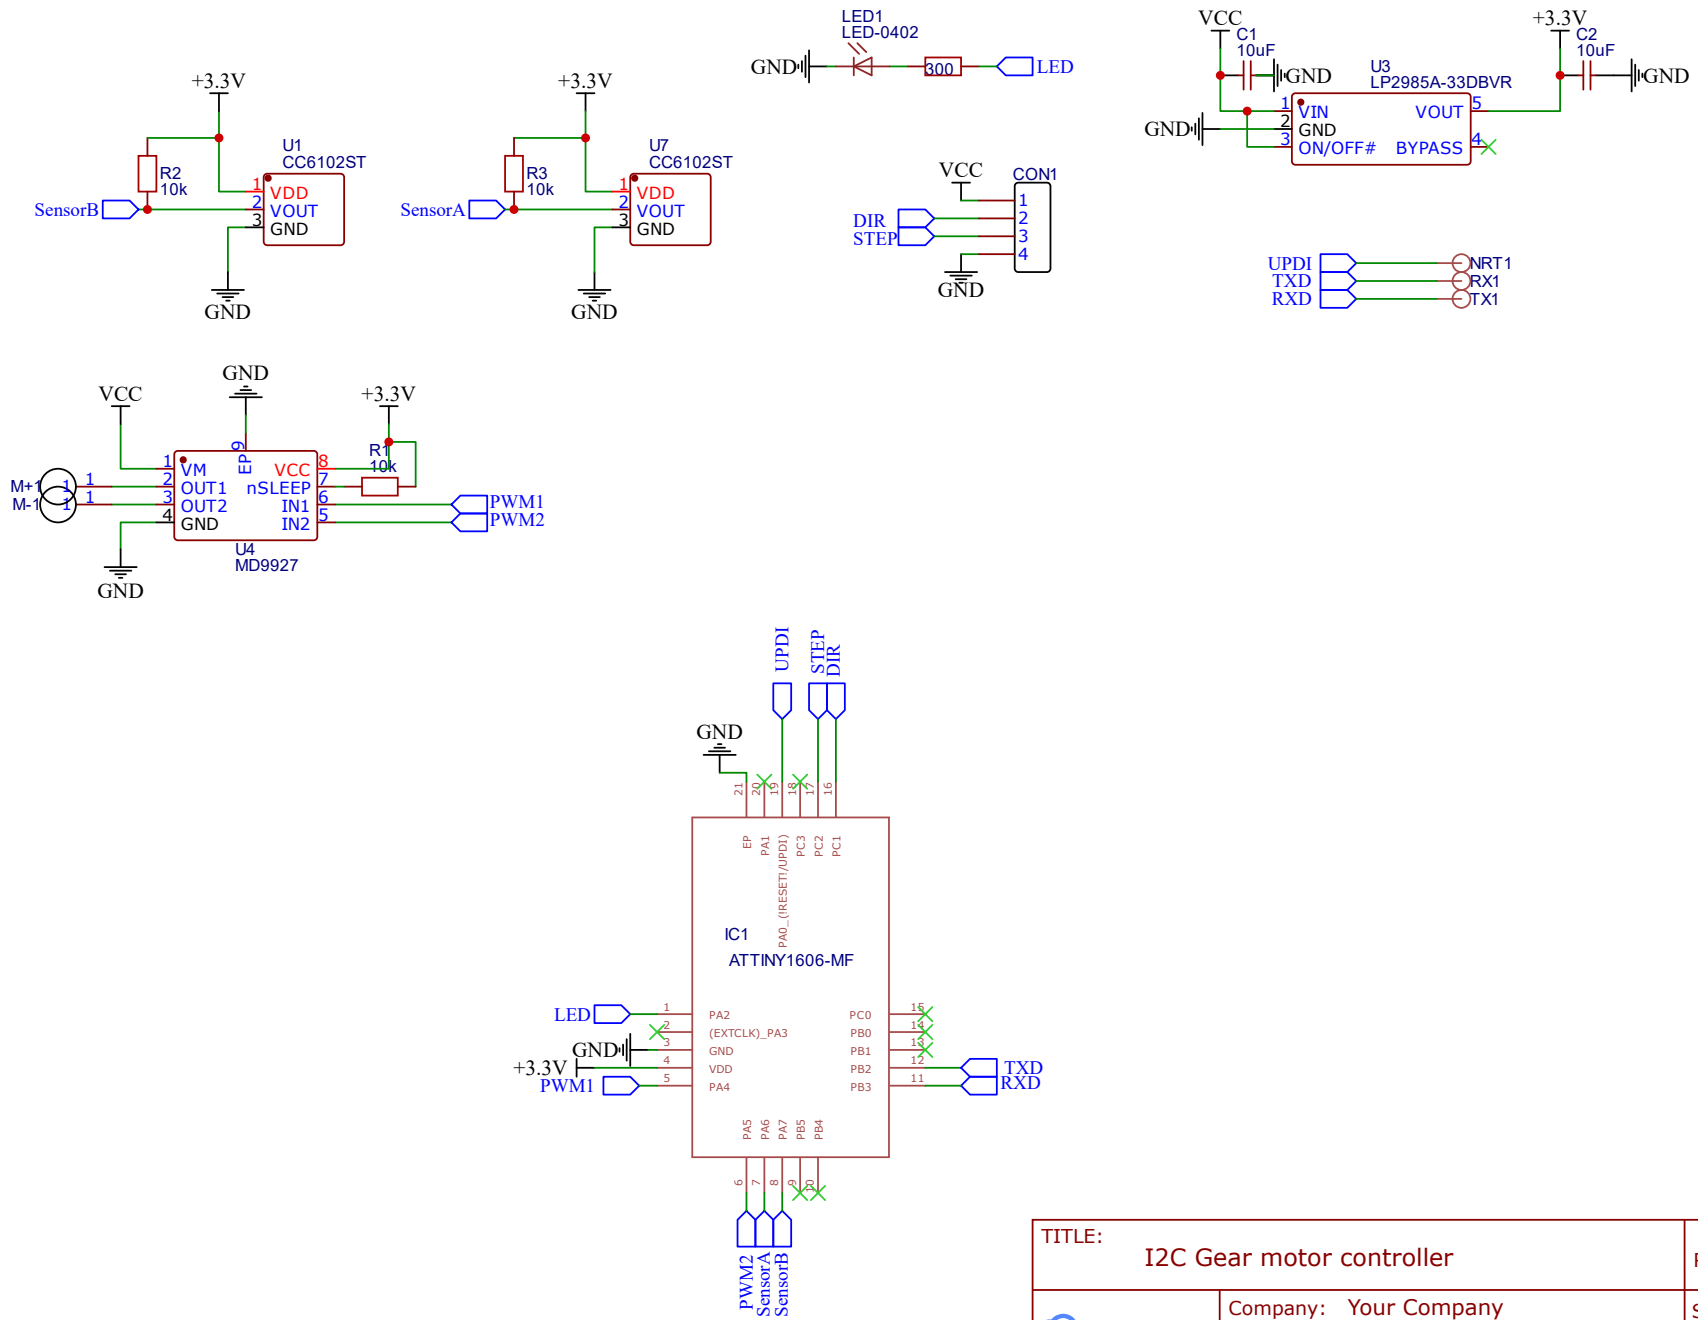 LED1
LED-0402
GND
300
LED
VCC
C1
10uF
GND
+3.3V
C2
10uF
GND
U3
LP2985A-33DBVR
1
VIN
VOUT
5
GND
2
GND
3
ON/OFF#
BYPASS
4
+3.3V
R2
10k
U1
CC6102ST
SensorB
1
VDD
2
VOUT
3
GND
GND
+3.3V
R3
10k
U7
CC6102ST
SensorA
1
VDD
2
VOUT
3
GND
GND
VCC
CON1
DIR
STEP
1
2
3
4
GND
UPDI
NRT1
TXD
RX1
RXD
TX1
VCC
GND
+3.3V
R1
10k
M+1
1
1
M-1
1
1
1
VM
2
OUT1
3
OUT2
4
GND
EP
9
VCC
8
nSLEEP
7
IN1
6
IN2
5
PWM1
PWM2
U4
MD9927
GND
UPDI
STEP
DIR
GND
21
20
19
18
17
16
EP
PA1
PA0_(!RESET!/UPDI)
PC3
PC2
PC1
IC1
ATTINY1606-MF
LED
1
PA2
2
(EXTCLK)_PA3
GND
3
GND
+3.3V
4
VDD
PWM1
5
PA4
PC0
15
PB0
14
PB1
13
PB2
12
TXD
PB3
11
RXD
PA5
PA6
PA7
PB5
PB4
6
7
8
9
10
PWM2
SensorA
SensorB
TITLE:
I2C Gear motor controller
Company: Your Company